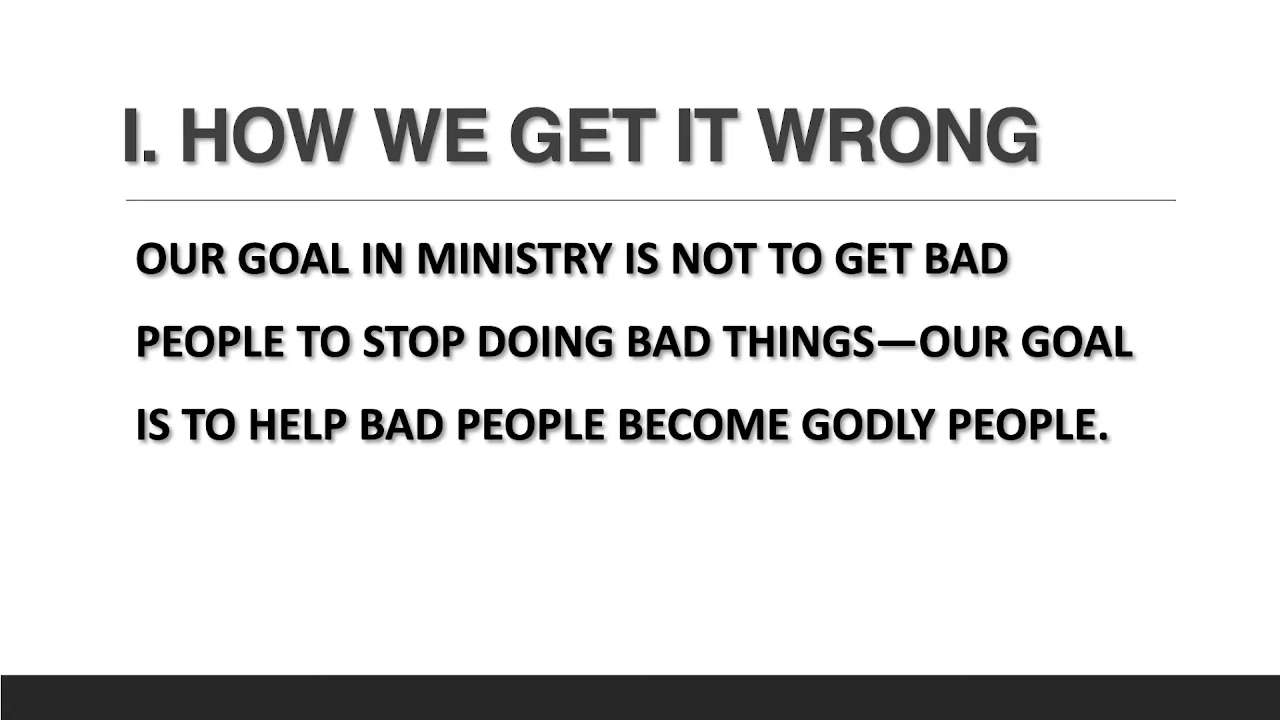 I. HOW WE GET IT WRONG
OUR GOAL IN MINISTRY IS NOT TO GET BAD
PEOPLE TO STOP DOING BAD THINGS—OUR GOAL
IS TO HELP BAD PEOPLE BECOME GODLY PEOPLE.